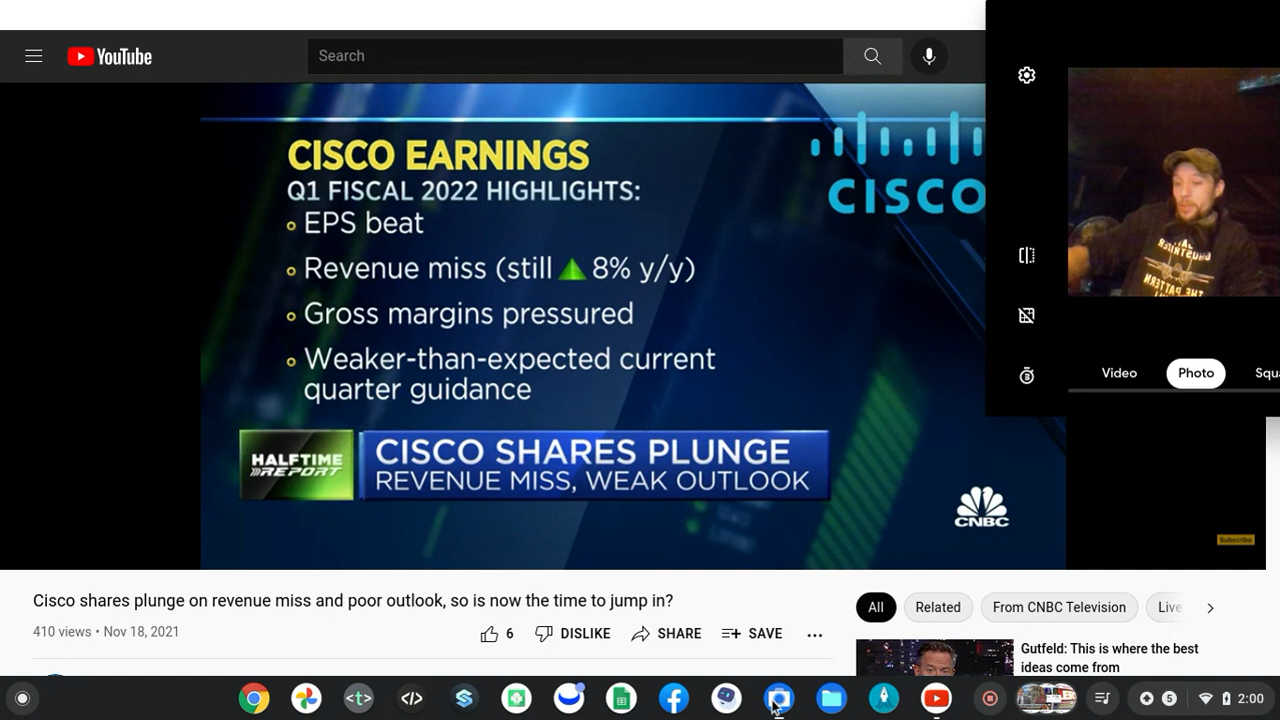 YouTube
Search
CISCO EARNINGS
Q1 FISCAL 2022 HIGHLIGHTS:
EPS beat
Revenue miss (still 8% y/y)
Gross margins pressured
Weaker-than-expected current
quarter guidance
CISCO
HALFTIME
REPORT
CISCO SHARES PLUNGE
REVENUE MISS, WEAK OUTLOOK
CNBC
Subscribe
Video
Photo
Squ
Cisco shares plunge on revenue miss and poor outlook, so is now the time to jump in?
410 views • Nov 18, 2021
6
DISLIKE
SHARE
SAVE
All
Related
From CNBC Television
Live
Gutfeld: This is where the best
ideas come from
<t>
</>
5
2:00